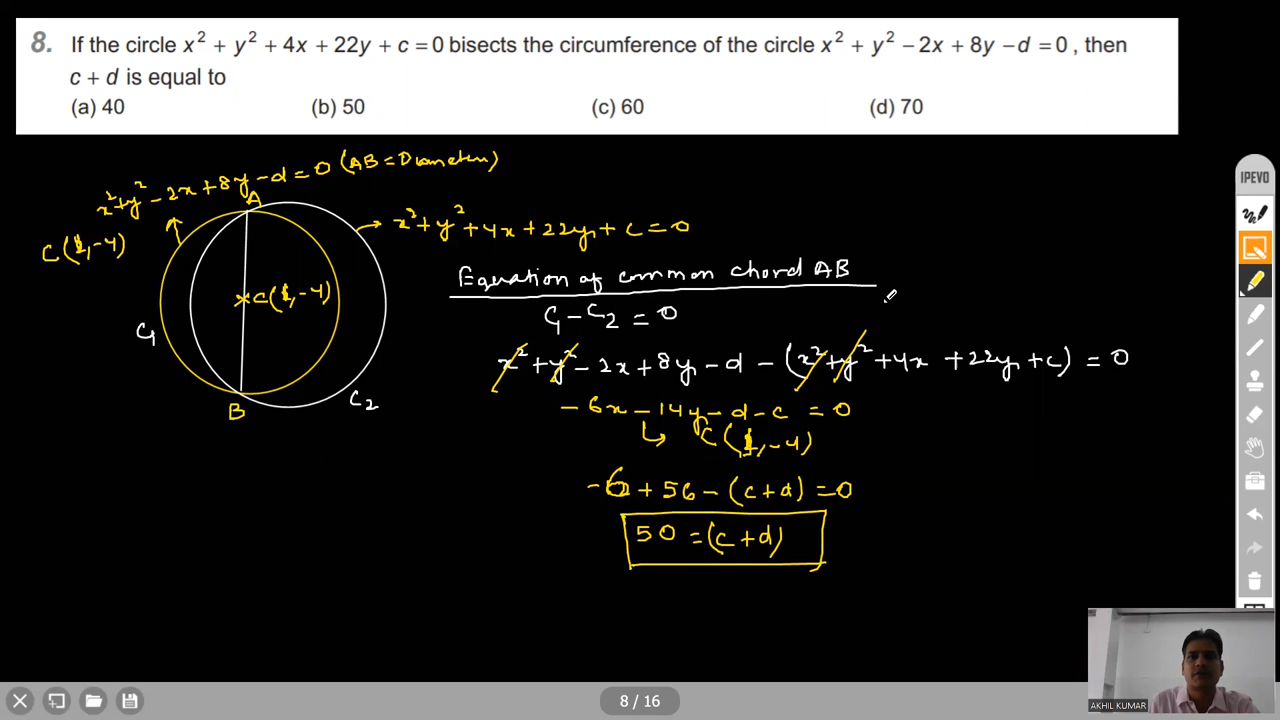 8. If the circle x² + y² + 4x + 22y + c = 0 bisects the circumference of the circle x² + y² − 2x + 8y − d = 0, then
c + d is equal to
(a) 40 (b) 50 (c) 60 (d) 70
x² + y² − 2x + 8y − d = 0 (AB = Diameter)
A
C(1, −4)
x² + y² + 4x + 22y + c = 0
Equation of common chord AB
C(1, −4)
C1
B
C2
C1 − C2 = 0
x² + y² − 2x + 8y − d − (x² + y² + 4x + 22y + c) = 0
−6x − 14y − d − c = 0
C(1, −4)
−6 + 56 − (c + d) = 0
50 = (c + d)
IPEVO
8 / 16
AKHIL KUMAR